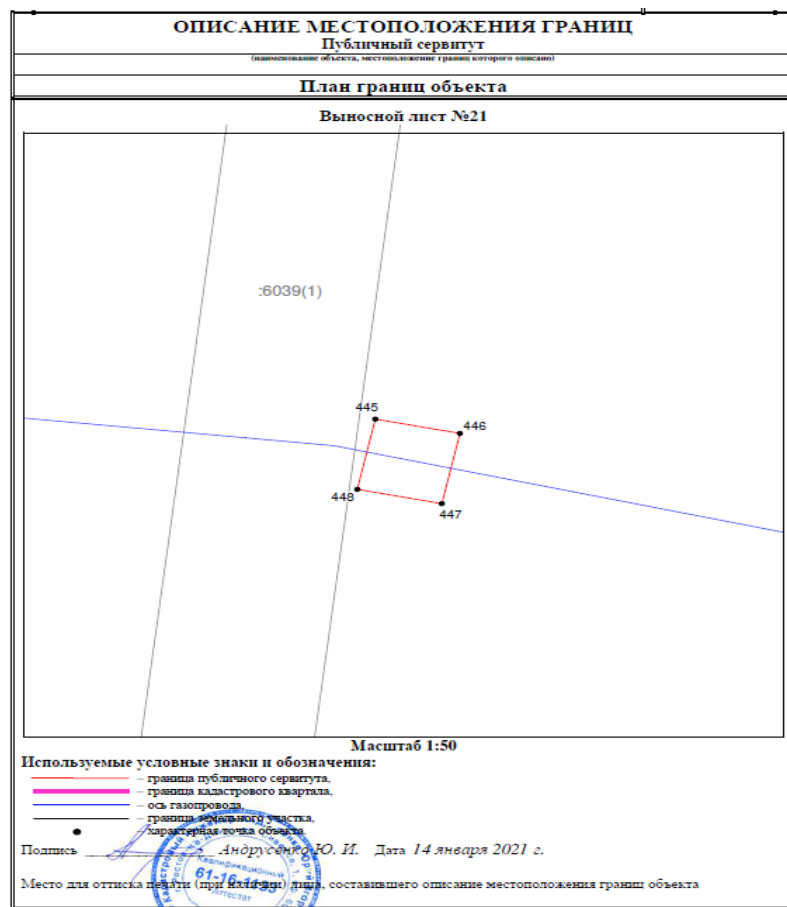 ОПИСАНИЕ МЕСТОПОЛОЖЕНИЯ ГРАНИЦ
Публичный сервитут
(наименование объекта, местоположение границ которого описано)
План границ объекта
Выносной лист №21
:6039(1)
445
446
448
447
Масштаб 1:50
Используемые условные знаки и обозначения:
– граница публичного сервитута,
– граница кадастрового квартала,
– ось газопровода,
– граница земельного участка,
– характерная точка объекта.
Подпись Андрусенко Ю. И. Дата 14 января 2021 г.
Место для оттиска печати (при наличии) лица, составившего описание местоположения границ объекта
Квалификационный
аттестат